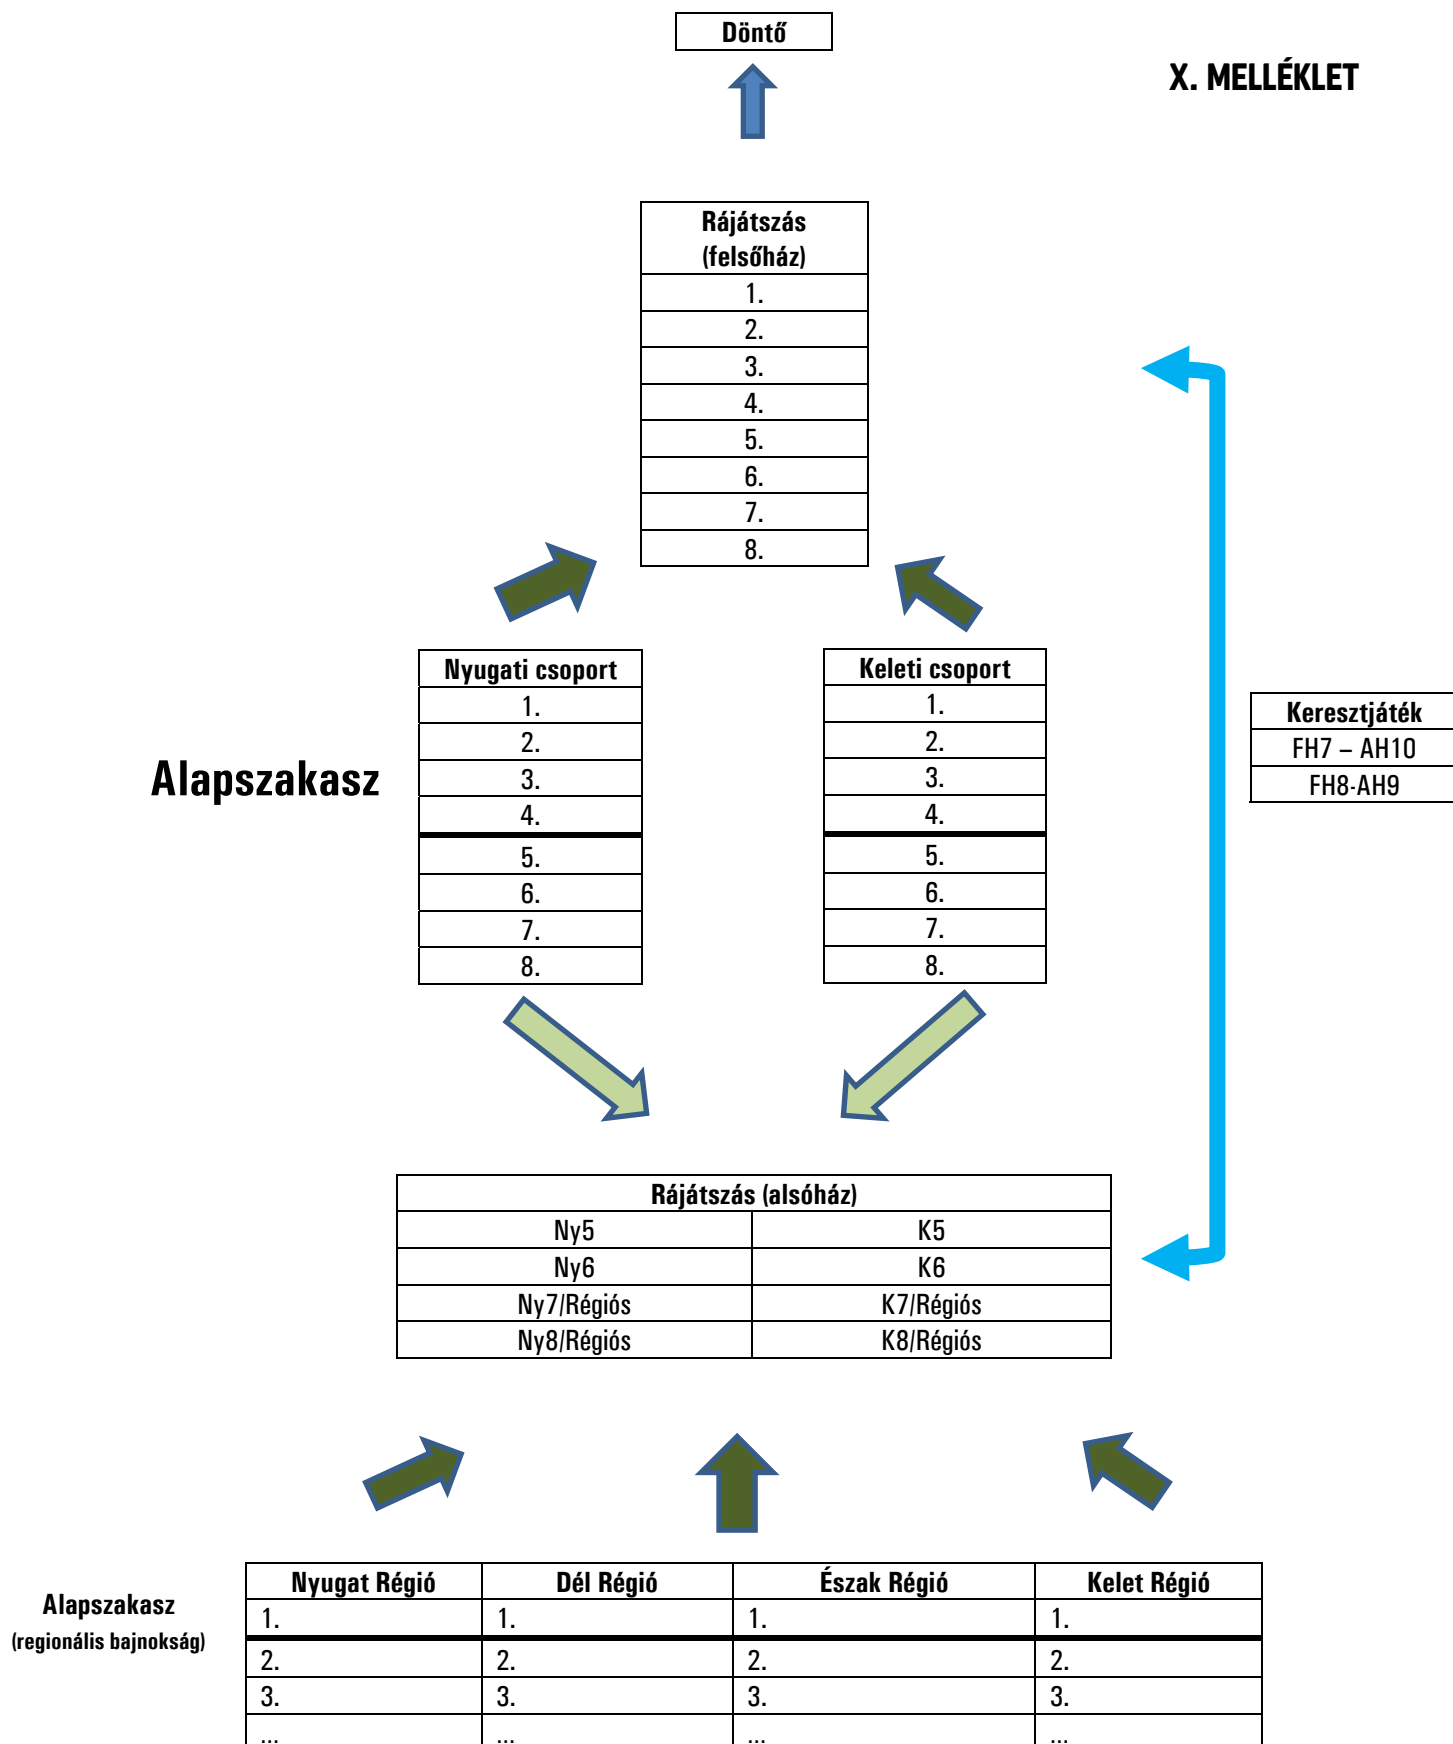 Döntő
X. MELLÉKLET
Rájátszás
(felsőház)
1.
2.
3.
4.
5.
6.
7.
8.
Nyugati csoport
1.
2.
3.
4.
5.
6.
7.
8.
Keleti csoport
1.
2.
3.
4.
5.
6.
7.
8.
Alapszakasz
Keresztjáték
FH7 – AH10
FH8-AH9
Rájátszás (alsóház)
Ny5 K5
Ny6 K6
Ny7/Régiós K7/Régiós
Ny8/Régiós K8/Régiós
Alapszakasz
(regionális bajnokság)
Nyugat Régió Dél Régió Észak Régió Kelet Régió
1. 1. 1. 1.
2. 2. 2. 2.
3. 3. 3. 3.
... ... ... ...